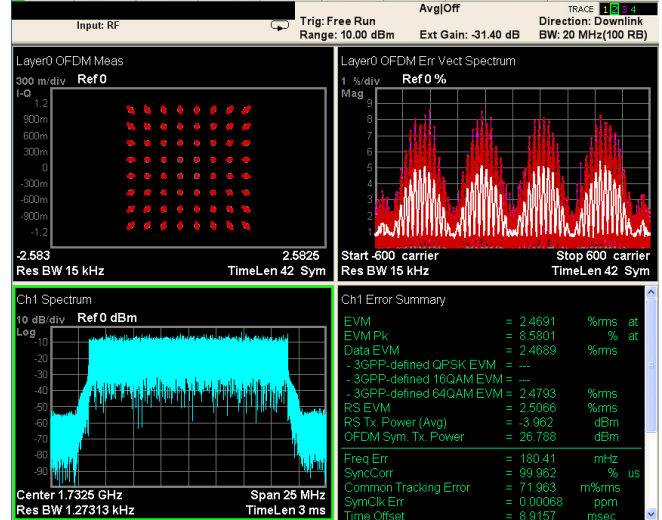 Avg|Off
TRACE 1 2 3 4
Input: RF
Trig: Free Run
Direction: Downlink
Range: 10.00 dBm
Ext Gain: -31.40 dB
BW: 20 MHz(100 RB)
Layer0 OFDM Meas
300 m/div
Ref 0
I-Q
1.2
900m
600m
300m
0
-300m
-600m
-900m
-1.2
-2.583
2.5825
Res BW 15 kHz
TimeLen 42 Sym
Layer0 OFDM Err Vect Spectrum
1 %/div
Ref 0 %
Mag
9
8
7
6
5
4
3
2
1
Start -600 carrier
Stop 600 carrier
Res BW 15 kHz
TimeLen 42 Sym
Ch1 Spectrum
10 dB/div
Ref 0 dBm
Log
-10
-20
-30
-40
-50
-60
-70
-80
-90
Center 1.7325 GHz
Span 25 MHz
Res BW 1.27313 kHz
TimeLen 3 ms
Ch1 Error Summary
EVM = 2.4691 %rms at
EVM Pk = 8.5801 % at
Data EVM = 2.4689 %rms
- 3GPP-defined QPSK EVM = ---
- 3GPP-defined 16QAM EVM = ---
- 3GPP-defined 64QAM EVM = 2.4793 %rms
RS EVM = 2.5066 %rms
RS Tx. Power (Avg) = -3.962 dBm
OFDM Sym. Tx. Power = 26.788 dBm
Freq Err = 180.41 mHz
SyncCorr = 99.962 % us
Common Tracking Error = 71.963 m%rms
SymClk Err = 0.00068 ppm
Time Offset = 8.9157 msec